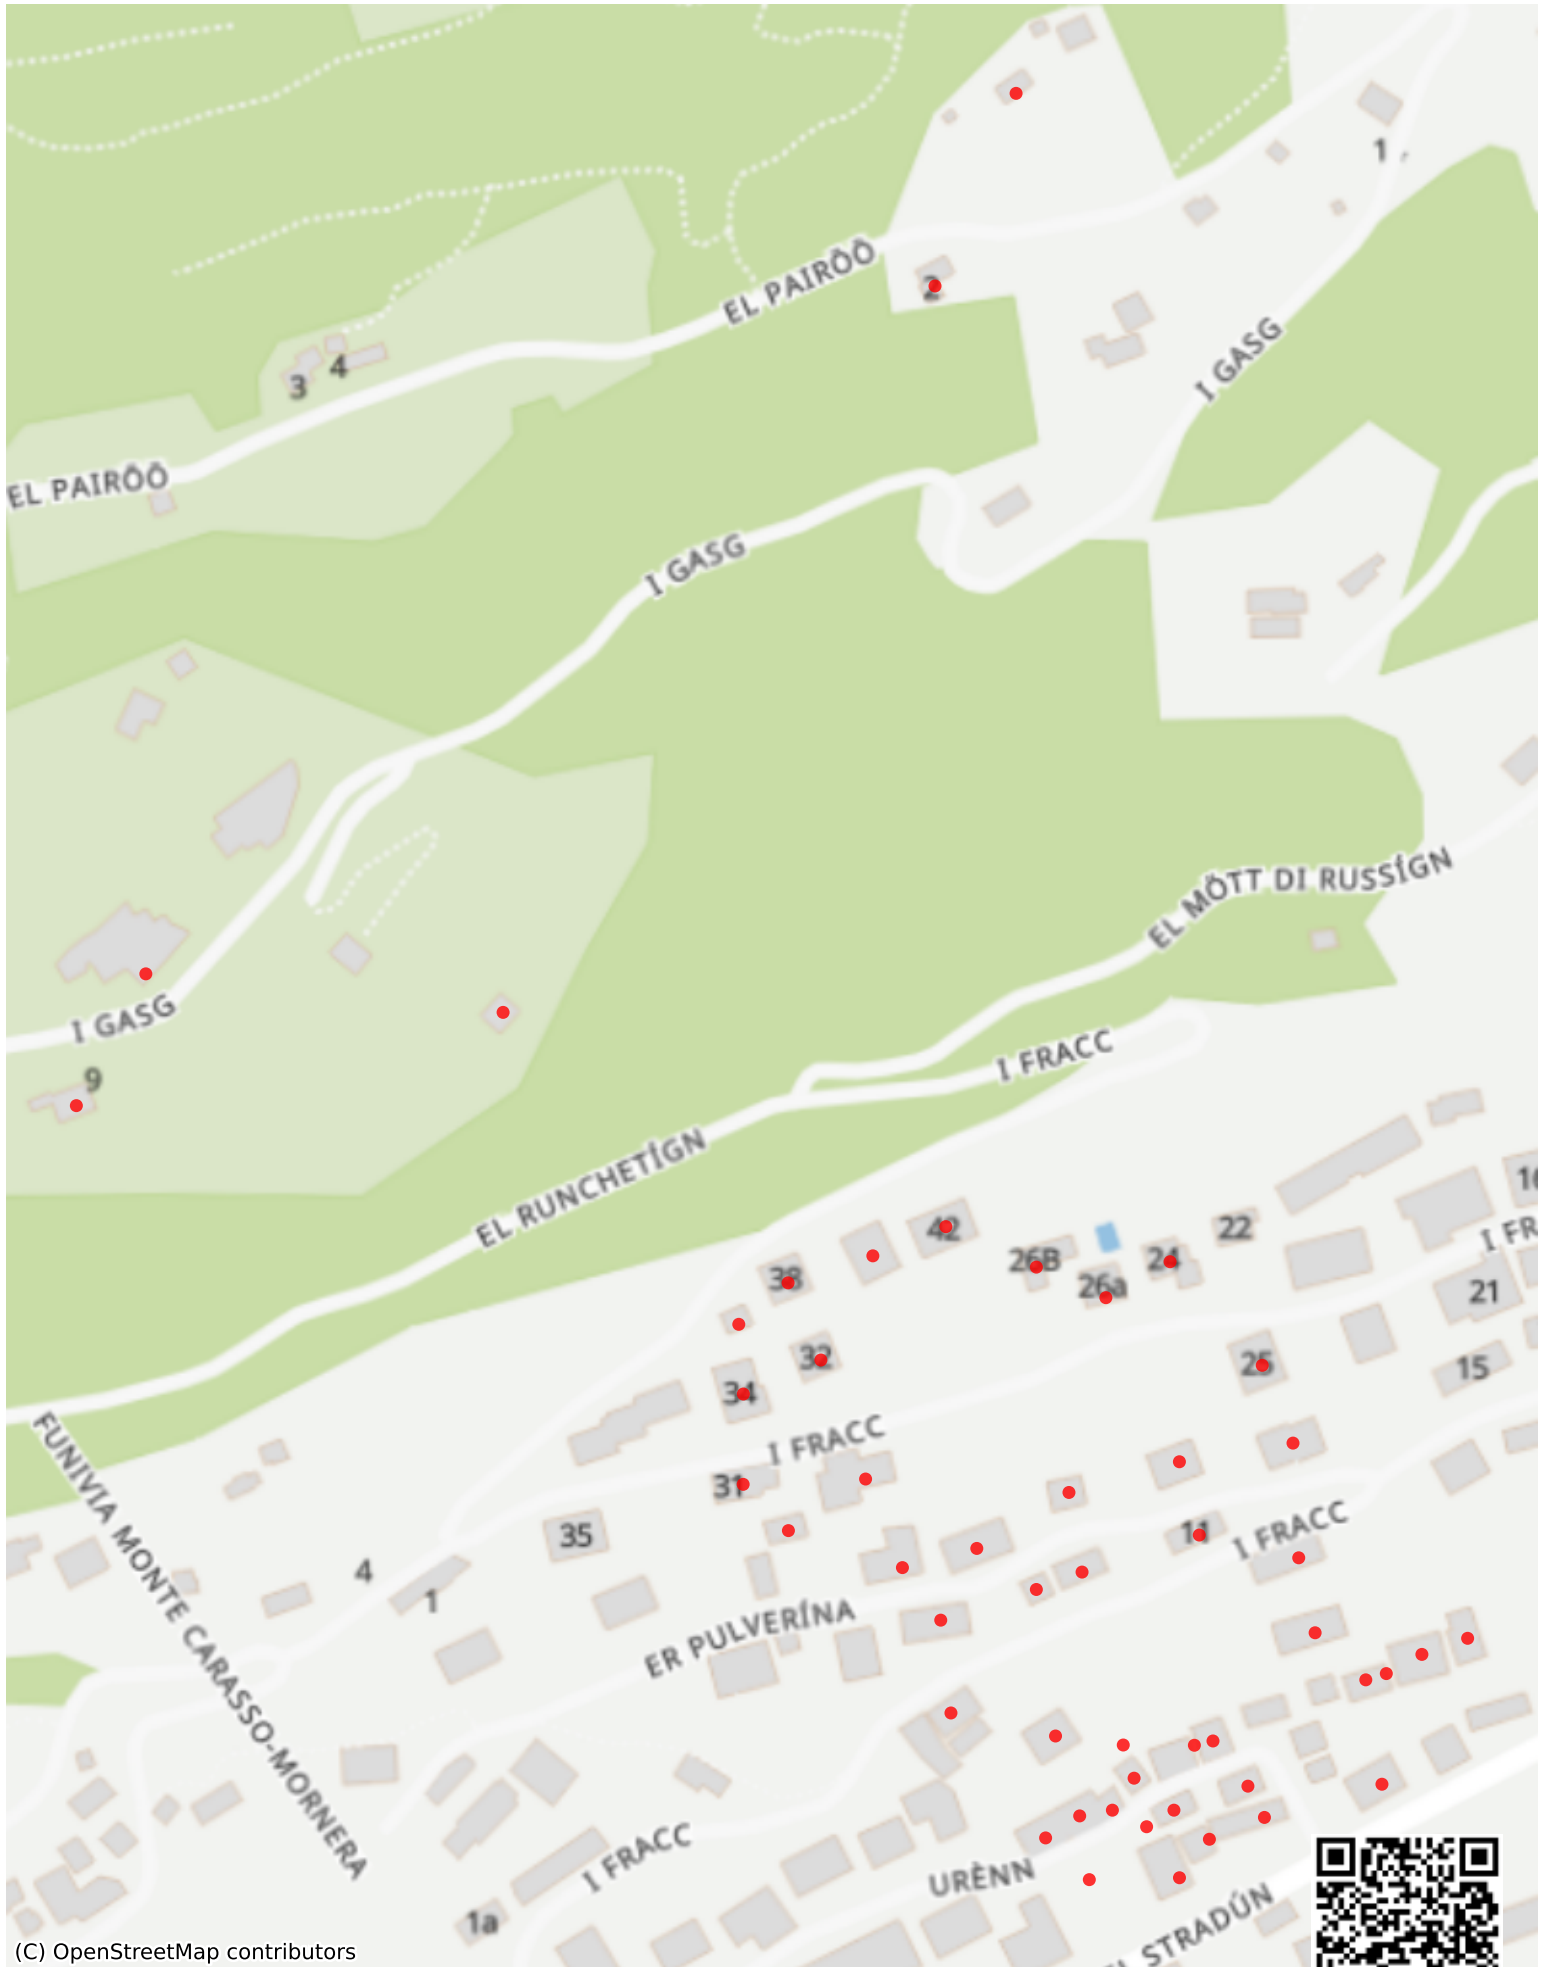 1
EL PAIRÖÖ
2
I GASG
4
3
EL PAIRÖÖ
I GASG
EL MÖTT DI RUSSÍGN
I GASG
I FRACC
9
EL RUNCHETÍGN
42
22
26B
24
38
26a
21
32
25
15
34
FUNIVIA MONTE CARASSO-MORNERA
I FRACC
31
35
11
I FRACC
4
1
ER PULVERÍNA
I FRACC
URÈNN
1a
STRADÚN
(C) OpenStreetMap contributors